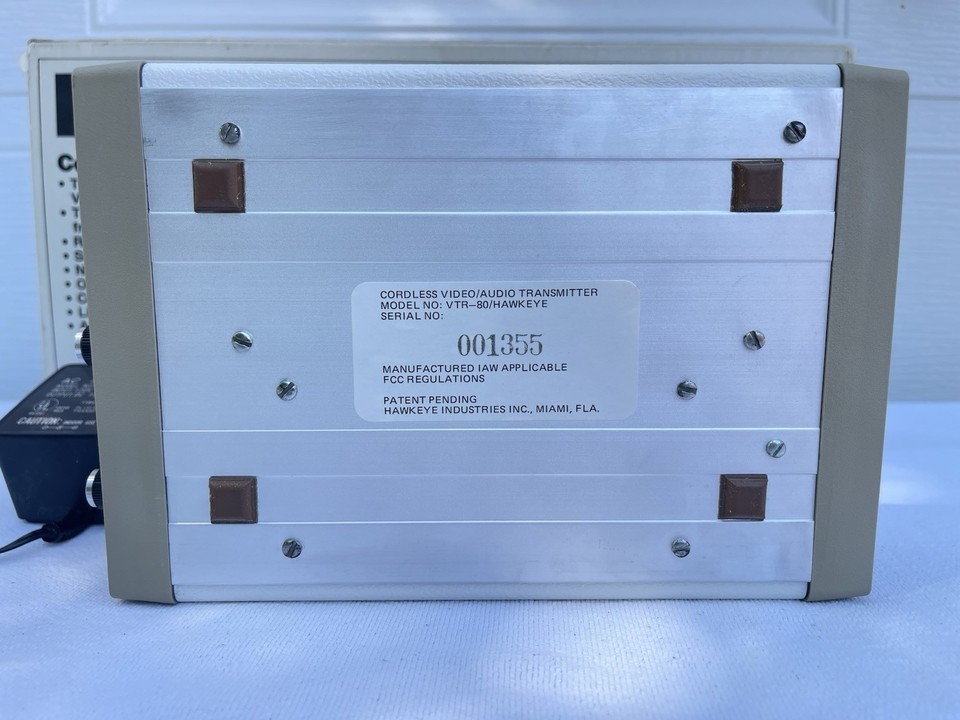 CORDLESS VIDEO/AUDIO TRANSMITTER
MODEL NO: VTR–80/HAWKEYE
SERIAL NO:
001355
MANUFACTURED IAW APPLICABLE
FCC REGULATIONS
PATENT PENDING
HAWKEYE INDUSTRIES INC., MIAMI, FLA.
AC
CAUTION: